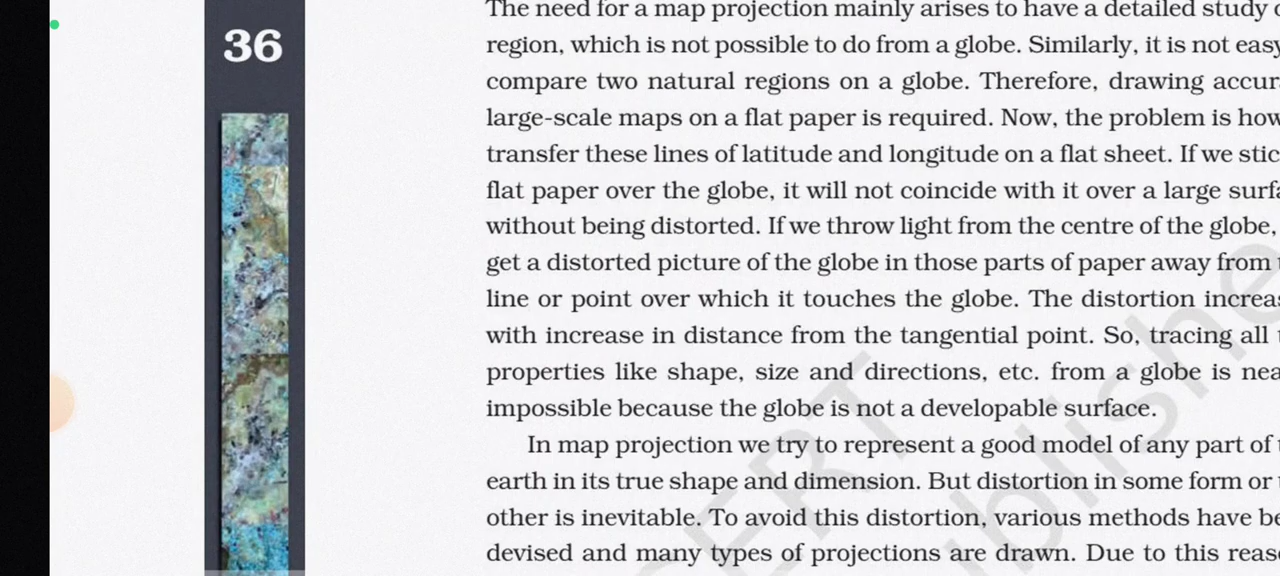 36
The need for a map projection mainly arises to have a detailed study
region, which is not possible to do from a globe. Similarly, it is not easy
compare two natural regions on a globe. Therefore, drawing
large-scale maps on a flat paper is required. Now, the problem is how
transfer these lines of latitude and longitude on a flat sheet. If we
flat paper over the globe, it will not coincide with it over a large
without being distorted. If we throw light from the centre of the globe,
get a distorted picture of the globe in those parts of paper away from
line or point over which it touches the globe. The distortion
with increase in distance from the tangential point. So, tracing all
properties like shape, size and directions, etc. from a globe is
impossible because the globe is not a developable surface.
In map projection we try to represent a good model of any part of
earth in its true shape and dimension. But distortion in some form or
other is inevitable. To avoid this distortion, various methods have
devised and many types of projections are drawn. Due to this